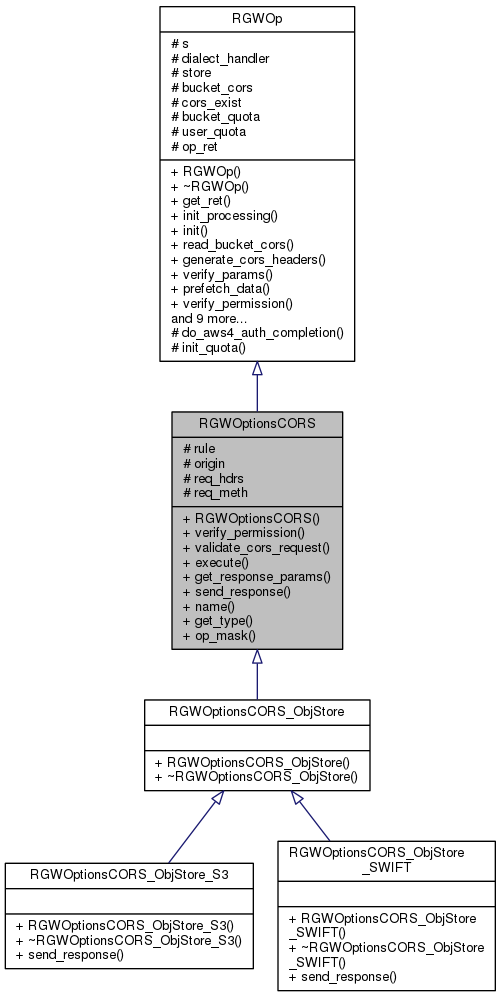 RGWOp
# s
# dialect_handler
# store
# bucket_cors
# cors_exist
# bucket_quota
# user_quota
# op_ret
+ RGWOp()
+ ~RGWOp()
+ get_ret()
+ init_processing()
+ init()
+ read_bucket_cors()
+ generate_cors_headers()
+ verify_params()
+ prefetch_data()
+ verify_permission()
and 9 more...
# do_aws4_auth_completion()
# init_quota()
RGWOptionsCORS
# rule
# origin
# req_hdrs
# req_meth
+ RGWOptionsCORS()
+ verify_permission()
+ validate_cors_request()
+ execute()
+ get_response_params()
+ send_response()
+ name()
+ get_type()
+ op_mask()
RGWOptionsCORS_ObjStore
+ RGWOptionsCORS_ObjStore()
+ ~RGWOptionsCORS_ObjStore()
RGWOptionsCORS_ObjStore_S3
+ RGWOptionsCORS_ObjStore_S3()
+ ~RGWOptionsCORS_ObjStore_S3()
+ send_response()
RGWOptionsCORS_ObjStore
_SWIFT
+ RGWOptionsCORS_ObjStore
_SWIFT()
+ ~RGWOptionsCORS_ObjStore
_SWIFT()
+ send_response()